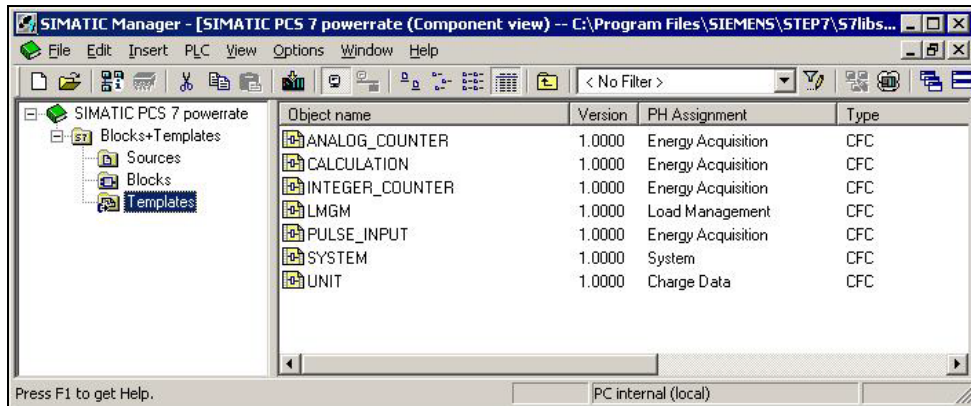 SIMATIC Manager - [SIMATIC PCS 7 powerrate (Component view) -- C:\Program Files\SIEMENS\STEP7\S7libs...
File Edit Insert PLC View Options Window Help
< No Filter >
SIMATIC PCS 7 powerrate
Blocks+Templates
Sources
Blocks
Templates
Object name Version PH Assignment Type
ANALOG_COUNTER 1.0000 Energy Acquisition CFC
CALCULATION 1.0000 Energy Acquisition CFC
INTEGER_COUNTER 1.0000 Energy Acquisition CFC
LMGM 1.0000 Load Management CFC
PULSE_INPUT 1.0000 Energy Acquisition CFC
SYSTEM 1.0000 System CFC
UNIT 1.0000 Charge Data CFC
Press F1 to get Help. PC internal (local)